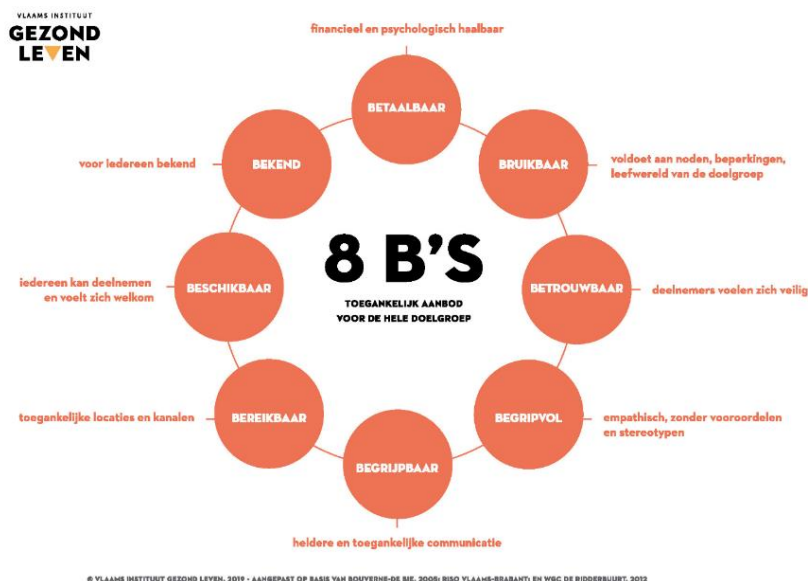 VLAAMS INSTITUUT
GEZOND
LEVEN
financieel en psychologisch haalbaar
BETAALBAAR
BRUIKBAAR
voldoet aan noden, beperkingen,
leefwereld van de doelgroep
BETROUWBAAR
deelnemers voelen zich veilig
BEGRIPVOL
empathisch, zonder vooroordelen
en stereotypen
BEGRIJPBAAR
heldere en toegankelijke communicatie
BEREIKBAAR
toegankelijke locaties en kanalen
BESCHIKBAAR
iedereen kan deelnemen
en voelt zich welkom
BEKEND
voor iedereen bekend
8 B'S
TOEGANKELIJK AANBOD
VOOR DE HELE DOELGROEP
© VLAAMS INSTITUUT GEZOND LEVEN, 2019 - AANGEPAST OP BASIS VAN BOUVERNE-DE BIE, 2005; RISO VLAAMS-BRABANT; EN WGC DE RIDDERBUURT, 2012